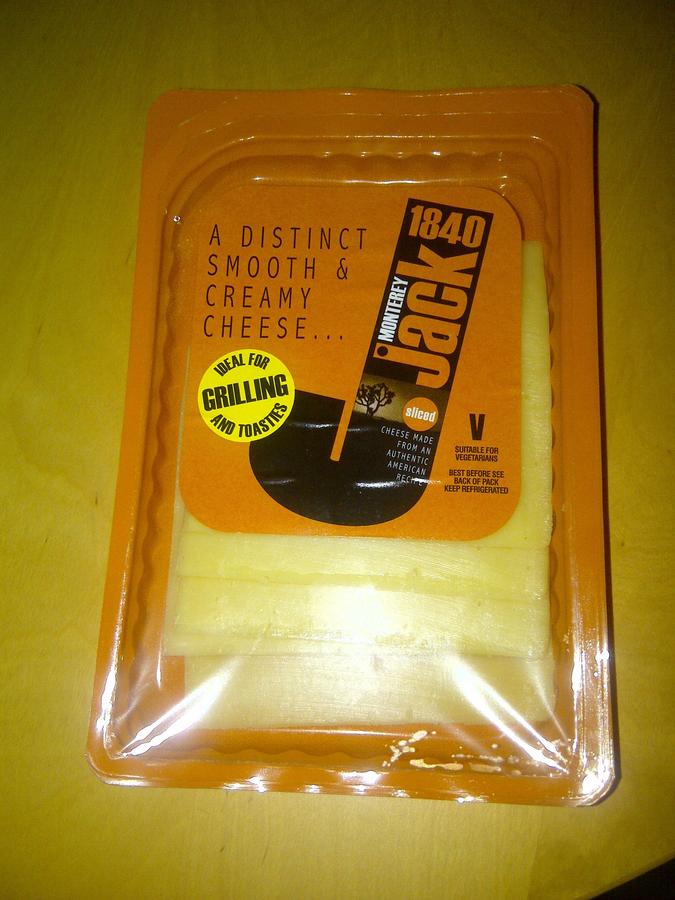 A DISTINCT
SMOOTH &
CREAMY
CHEESE...
IDEAL FOR
GRILLING
AND TOASTIES
1840
MONTEREY
Jack
sliced
CHEESE MADE
FROM AN
AUTHENTIC
AMERICAN
RECIPE
V
SUITABLE FOR
VEGETARIANS
BEST BEFORE SEE
BACK OF PACK
KEEP REFRIGERATED